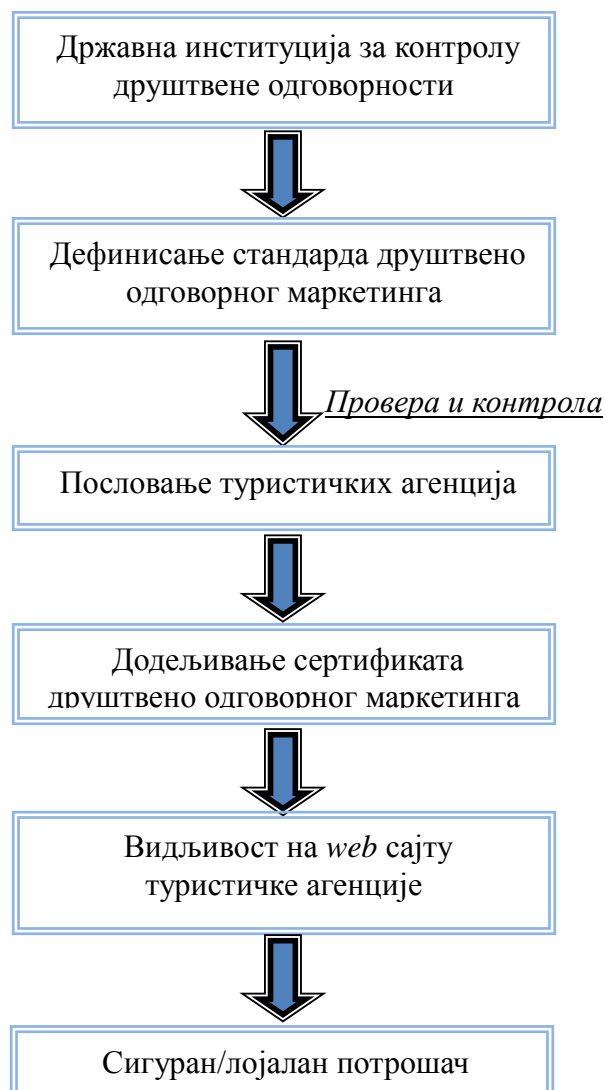 Државна институција за контролу
друштвене одговорности
Дефинисање стандарда друштвено
одговорног маркетинга
Провера и контрола
Пословање туристичких агенција
Додељивање сертификата
друштвено одговорног маркетинга
Видљивост на web сајту
туристичке агенције
Сигуран/лојалан потрошач